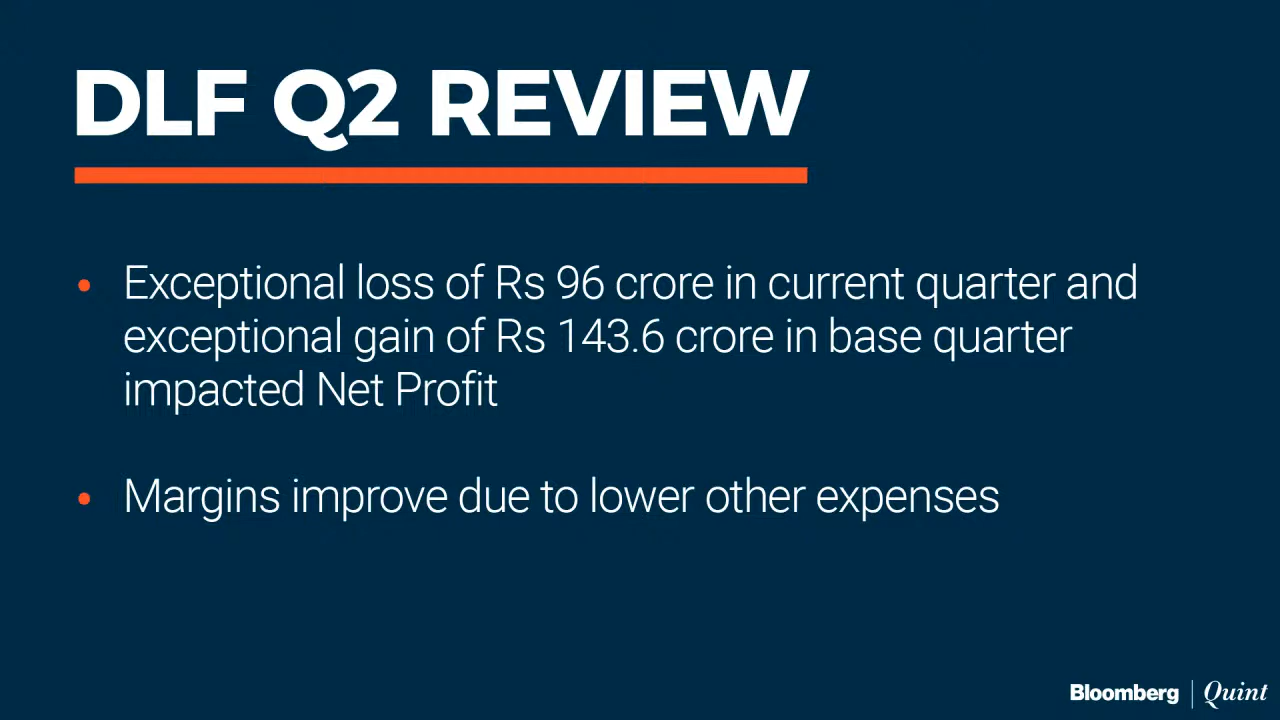 DLF Q2 REVIEW
• Exceptional loss of Rs 96 crore in current quarter and
exceptional gain of Rs 143.6 crore in base quarter
impacted Net Profit
• Margins improve due to lower other expenses
Bloomberg | Quint